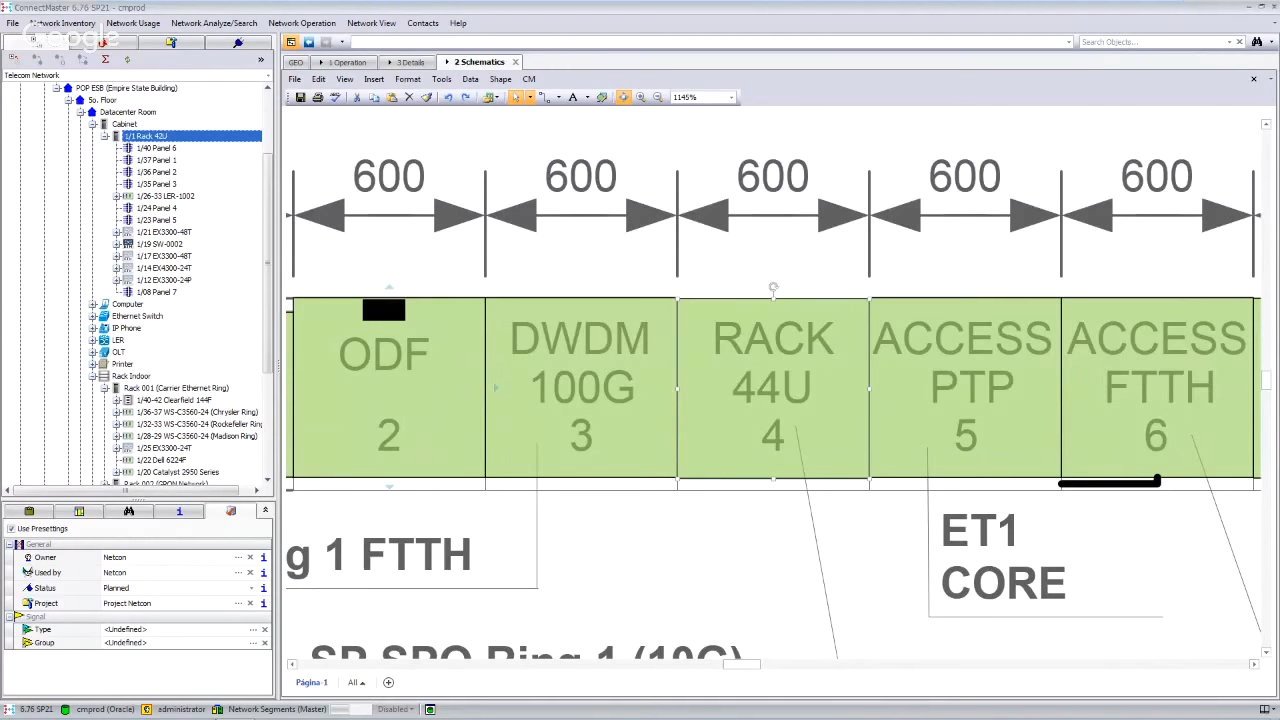 ConnectMaster 6.76 SP21 - cmprod
File Network Inventory Network Usage Network Analyze/Search Network Operation Network View Contacts Help
Google
Search Objects...
Telecom Network
GEO 1 Operation 3 Details 2 Schematics
File Edit View Insert Format Tools Data Shape CM
1145%
POP ESB (Empire State Building)
So. Floor
Datacenter Room
Cabinet
1/1 Rack 42U
1/40 Panel 6
1/37 Panel 1
1/36 Panel 2
1/35 Panel 3
1/26-33 LER-1002
1/24 Panel 4
1/23 Panel 5
1/21 EX3300-48T
1/19 SW-0002
1/17 EX3300-48T
1/14 EX4300-24T
1/12 EX3300-24P
1/08 Panel 7
Computer
Ethernet Switch
IP Phone
LER
OLT
Printer
Rack Indoor
Rack 001 (Carrier Ethernet Ring)
1/40-42 Clearfield 144F
1/36-37 WS-C3560-24 (Chrysler Ring)
1/32-33 WS-C3560-24 (Rockefeller Ring)
1/28-29 WS-C3560-24 (Madison Ring)
1/25 EX3300-24T
1/22 Dell 6224F
1/20 Catalyst 2950 Series
Rack 002 (GPON Network)
600 600 600 600 600
ODF
2
DWDM
100G
3
RACK
44U
4
ACCESS
PTP
5
ACCESS
FTTH
6
g 1 FTTH
ET1
CORE
SP SPO Ring 1 (10G)
Use Presettings
General
Owner Netcon
Used by Netcon
Status Planned
Project Project Netcon
Signal
Type <Undefined>
Group <Undefined>
Página-1 All
6.76 SP21 cmprod (Oracle) administrator Network Segments (Master) Disabled